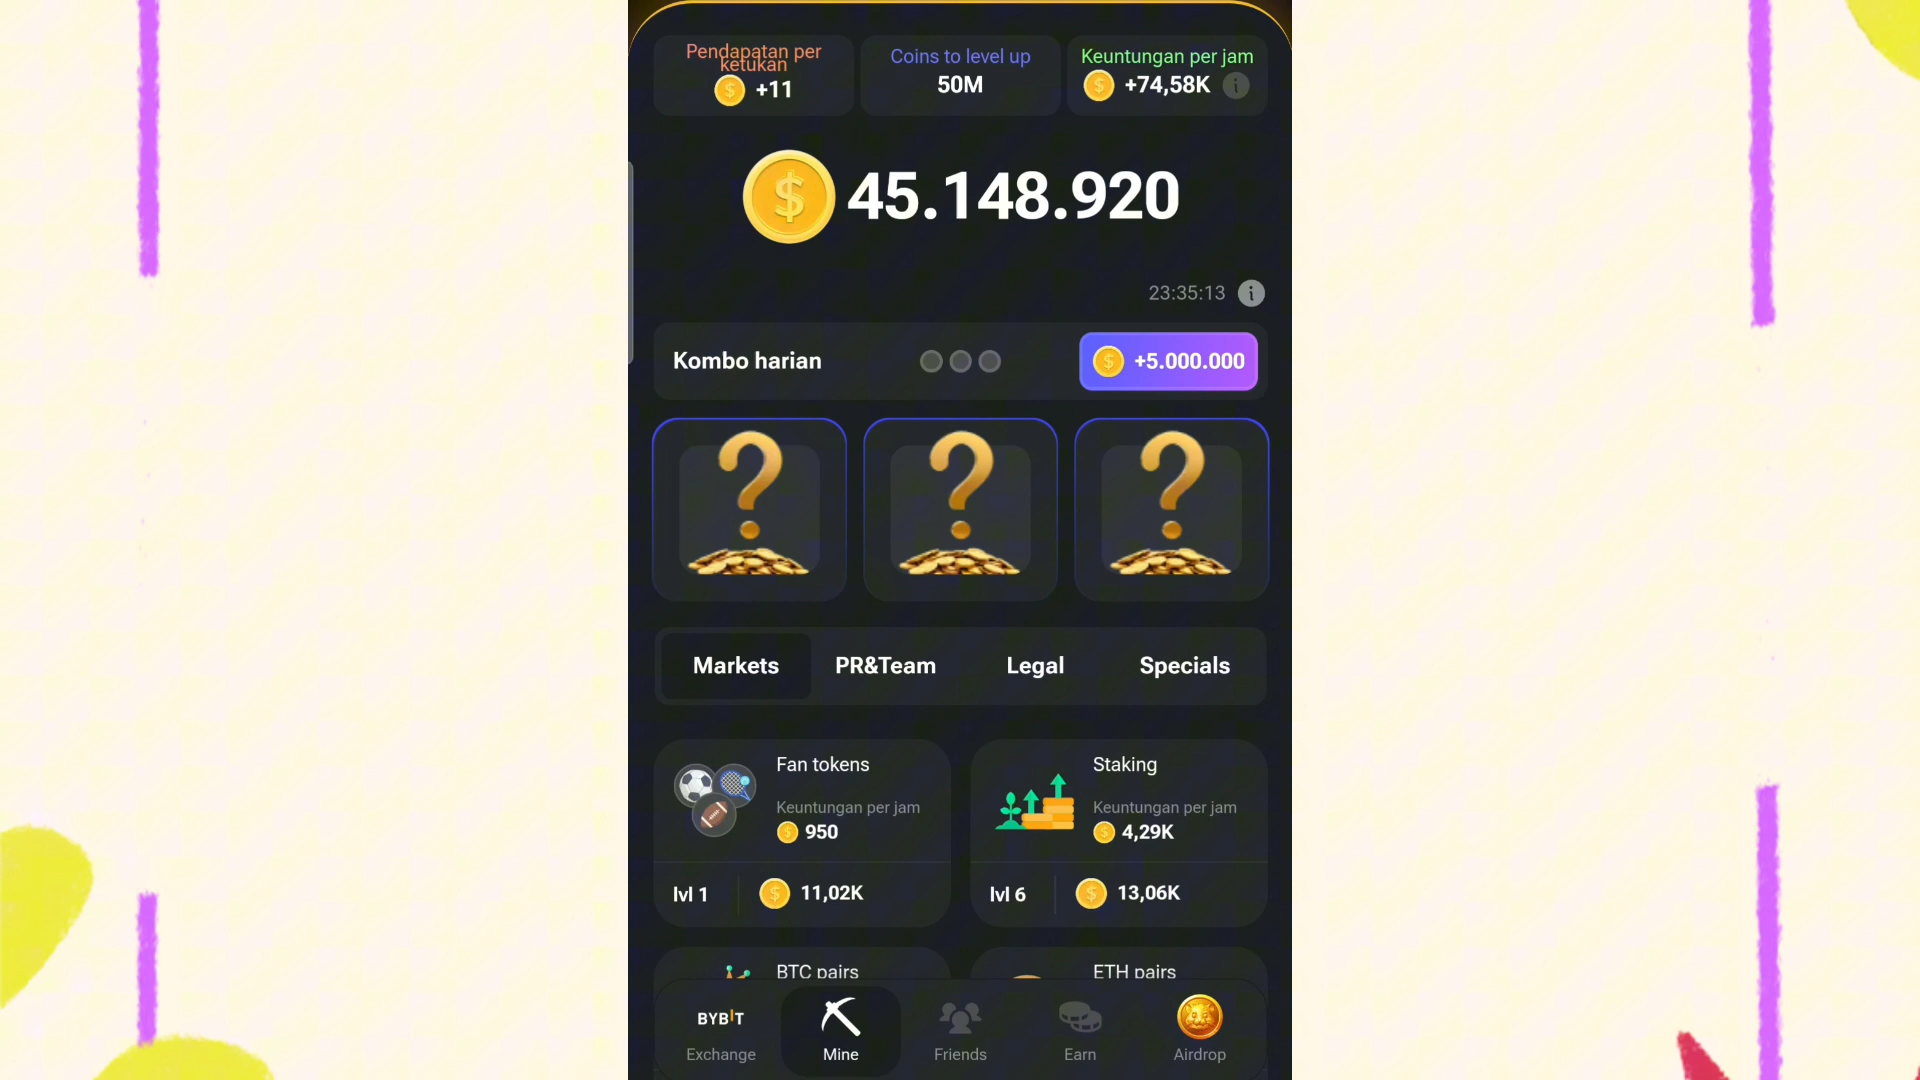 Pendapatan per
ketukan
+11
Coins to level up
50M
Keuntungan per jam
+74,58K
45.148.920
23:35:13
Kombo harian
+5.000.000
Markets
PR&Team
Legal
Specials
Fan tokens
Keuntungan per jam
950
lvl 1
11,02K
Staking
Keuntungan per jam
4,29K
lvl 6
13,06K
BTC pairs
ETH pairs
BYBIT
Exchange
Mine
Friends
Earn
Airdrop